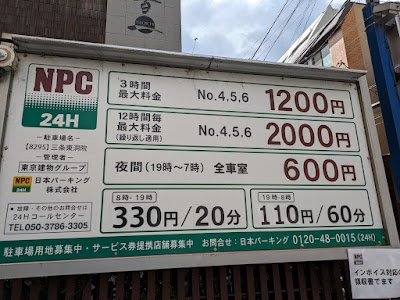 NPC
24H
駐車場名
【8295】三条東洞院
管理者
東京建物グループ
NPC 24H 日本パーキング株式会社
＊故障・その他のお問合せは
24Hコールセンター
TEL050-3786-3305
3時間
最大料金 No.4.5.6 1200円
12時間毎
最大料金 No.4.5.6 2000円
(繰り返し適用)
夜間(19時〜7時) 全車室 600円
8時-19時
330円/20分
19時-8時
110円/60分
駐車場用地募集中・サービス券提携店舗募集中 お問合せ：日本パーキング 0120-48-0015(24H)
NPC
インボイス対応の
領収書できます